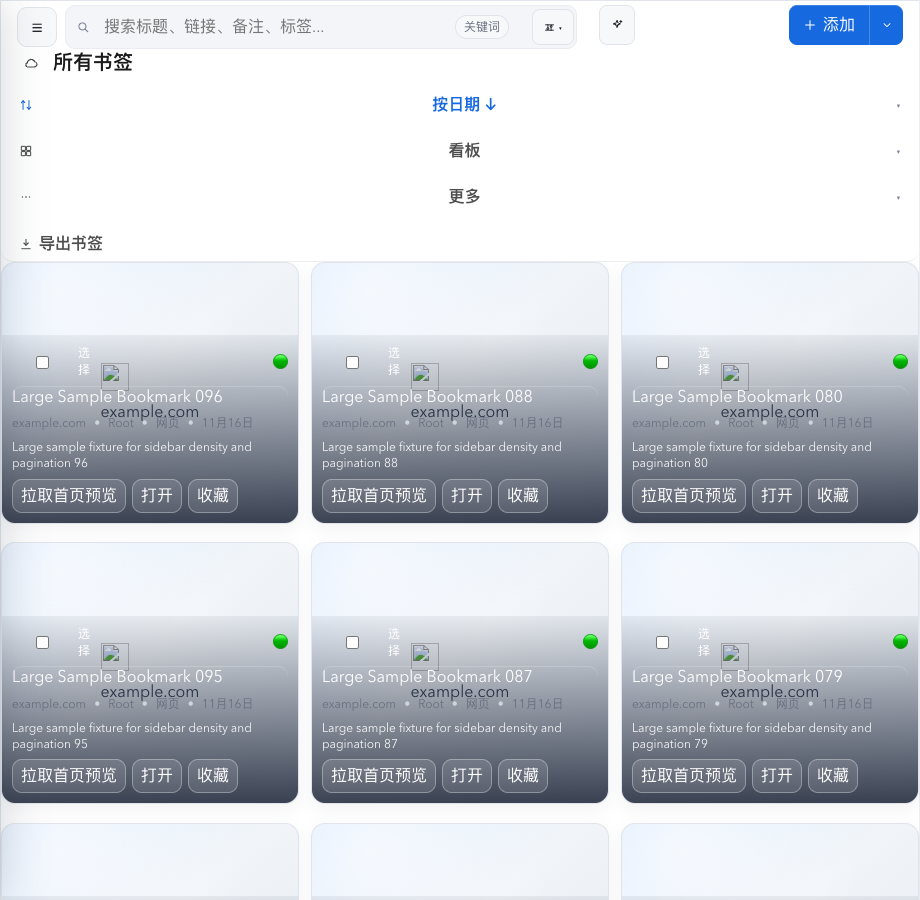 搜索标题、链接、备注、标签...
关键词
添加
所有书签
按日期
看板
更多
导出书签
选择
Large Sample Bookmark 096
example.com
example.com • Root • 网页 • 11月16日
Large sample fixture for sidebar density and
pagination 96
拉取首页预览 打开 收藏
选择
Large Sample Bookmark 088
example.com
example.com • Root • 网页 • 11月16日
Large sample fixture for sidebar density and
pagination 88
拉取首页预览 打开 收藏
选择
Large Sample Bookmark 080
example.com
example.com • Root • 网页 • 11月16日
Large sample fixture for sidebar density and
pagination 80
拉取首页预览 打开 收藏
选择
Large Sample Bookmark 095
example.com
example.com • Root • 网页 • 11月16日
Large sample fixture for sidebar density and
pagination 95
拉取首页预览 打开 收藏
选择
Large Sample Bookmark 087
example.com
example.com • Root • 网页 • 11月16日
Large sample fixture for sidebar density and
pagination 87
拉取首页预览 打开 收藏
选择
Large Sample Bookmark 079
example.com
example.com • Root • 网页 • 11月16日
Large sample fixture for sidebar density and
pagination 79
拉取首页预览 打开 收藏